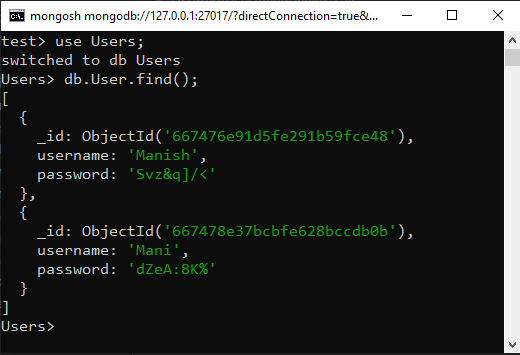 mongosh mongodb://127.0.0.1:27017/?directConnection=true&...
test> use Users;
switched to db Users
Users> db.User.find();
[
  {
    _id: ObjectId('667476e91d5fe291b59fce48'),
    username: 'Manish',
    password: 'Svz&q]/<'
  },
  {
    _id: ObjectId('667478e37bcbfe628bccdb0b'),
    username: 'Mani',
    password: 'dZeA:8K%'
  }
]
Users>